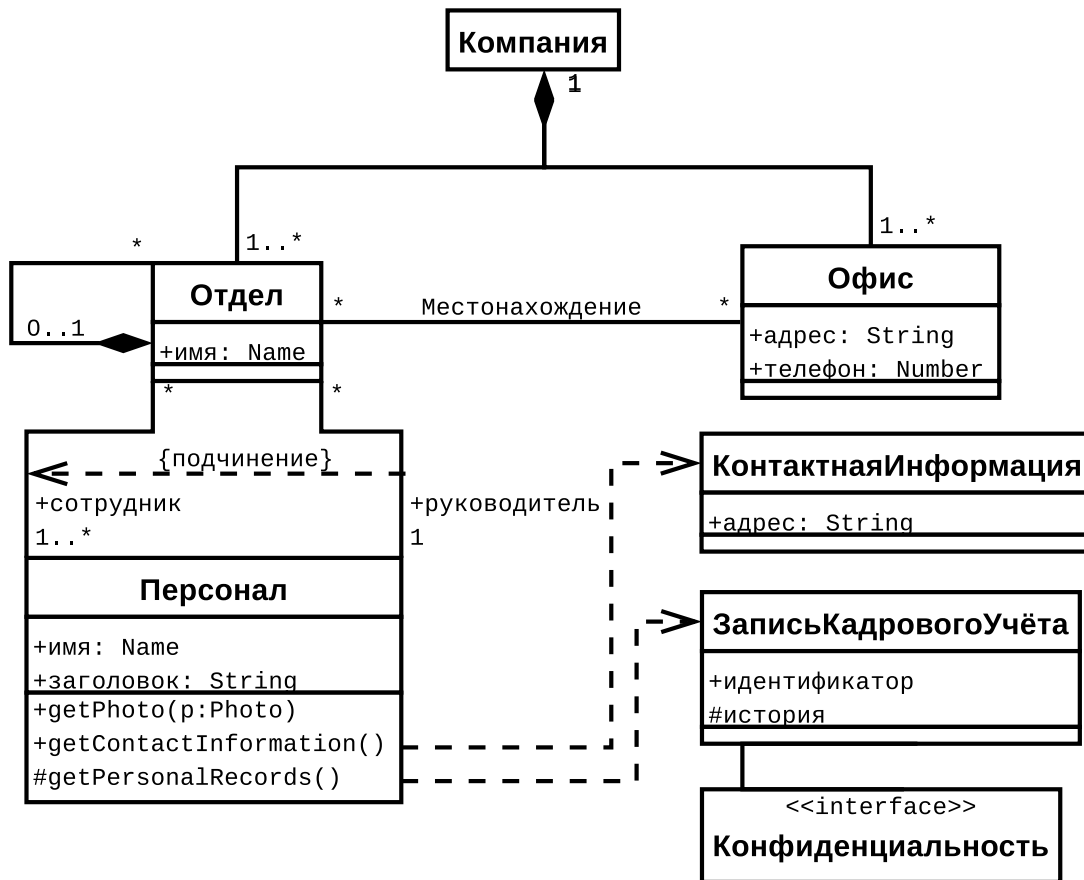 Компания
1
1..*
1..*
*
Отдел
0..1
+имя: Name
*
Местонахождение
*
Офис
+адрес: String
+телефон: Number
*
*
{подчинение}
+сотрудник
1..*
+руководитель
1
Персонал
+имя: Name
+заголовок: String
+getPhoto(p:Photo)
+getContactInformation()
#getPersonalRecords()
КонтактнаяИнформация
+адрес: String
ЗаписьКадровогоУчёта
+идентификатор
#история
<<interface>>
Конфиденциальность